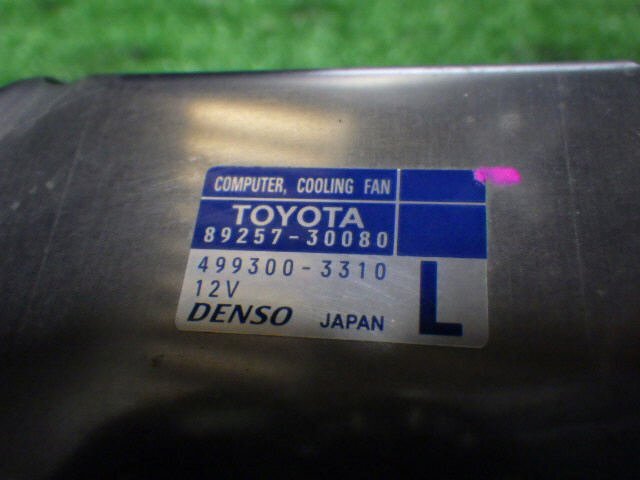 COMPUTER, COOLING FAN
TOYOTA
89257-30080
499300-3310
12V
DENSO JAPAN
L